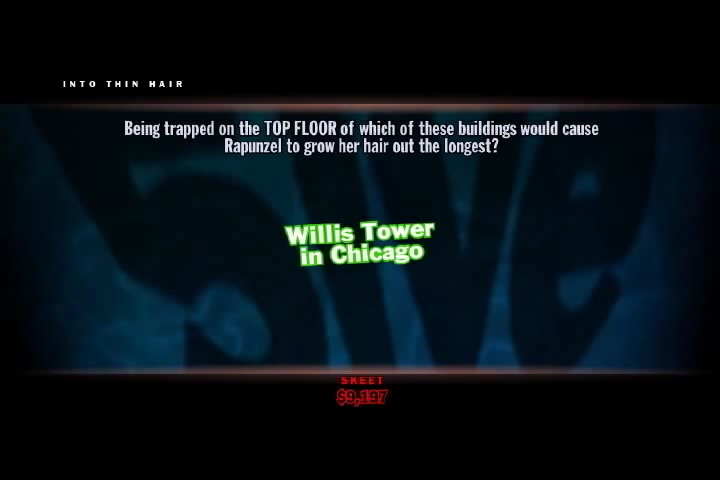 INTO THIN HAIR
Being trapped on the TOP FLOOR of which of these buildings would cause
Rapunzel to grow her hair out the longest?
Willis Tower
in Chicago
SKEET
$9,197